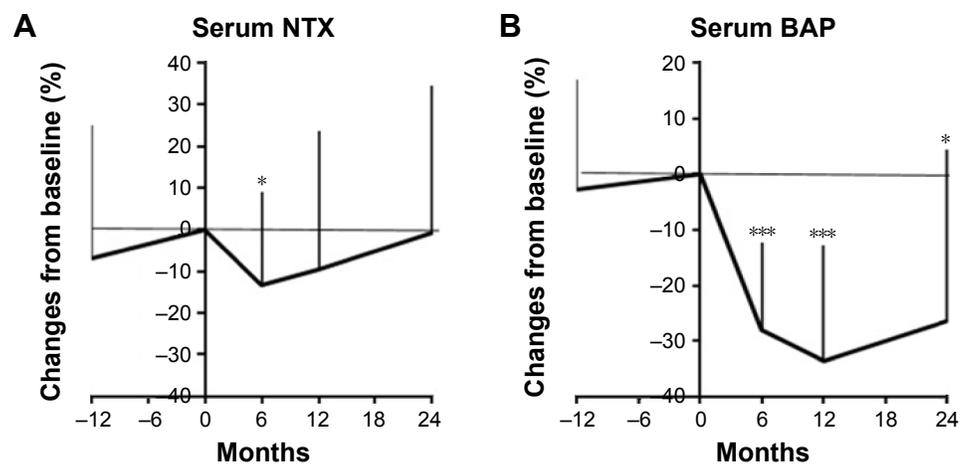 A
Serum NTX
Changes from baseline (%)
40
30
20
10
0
–10
–20
–30
–40
*
–12 –6 0 6 12 18 24
Months
B
Serum BAP
Changes from baseline (%)
20
10
0
–10
–20
–30
–40
*** *** *
–12 –6 0 6 12 18 24
Months